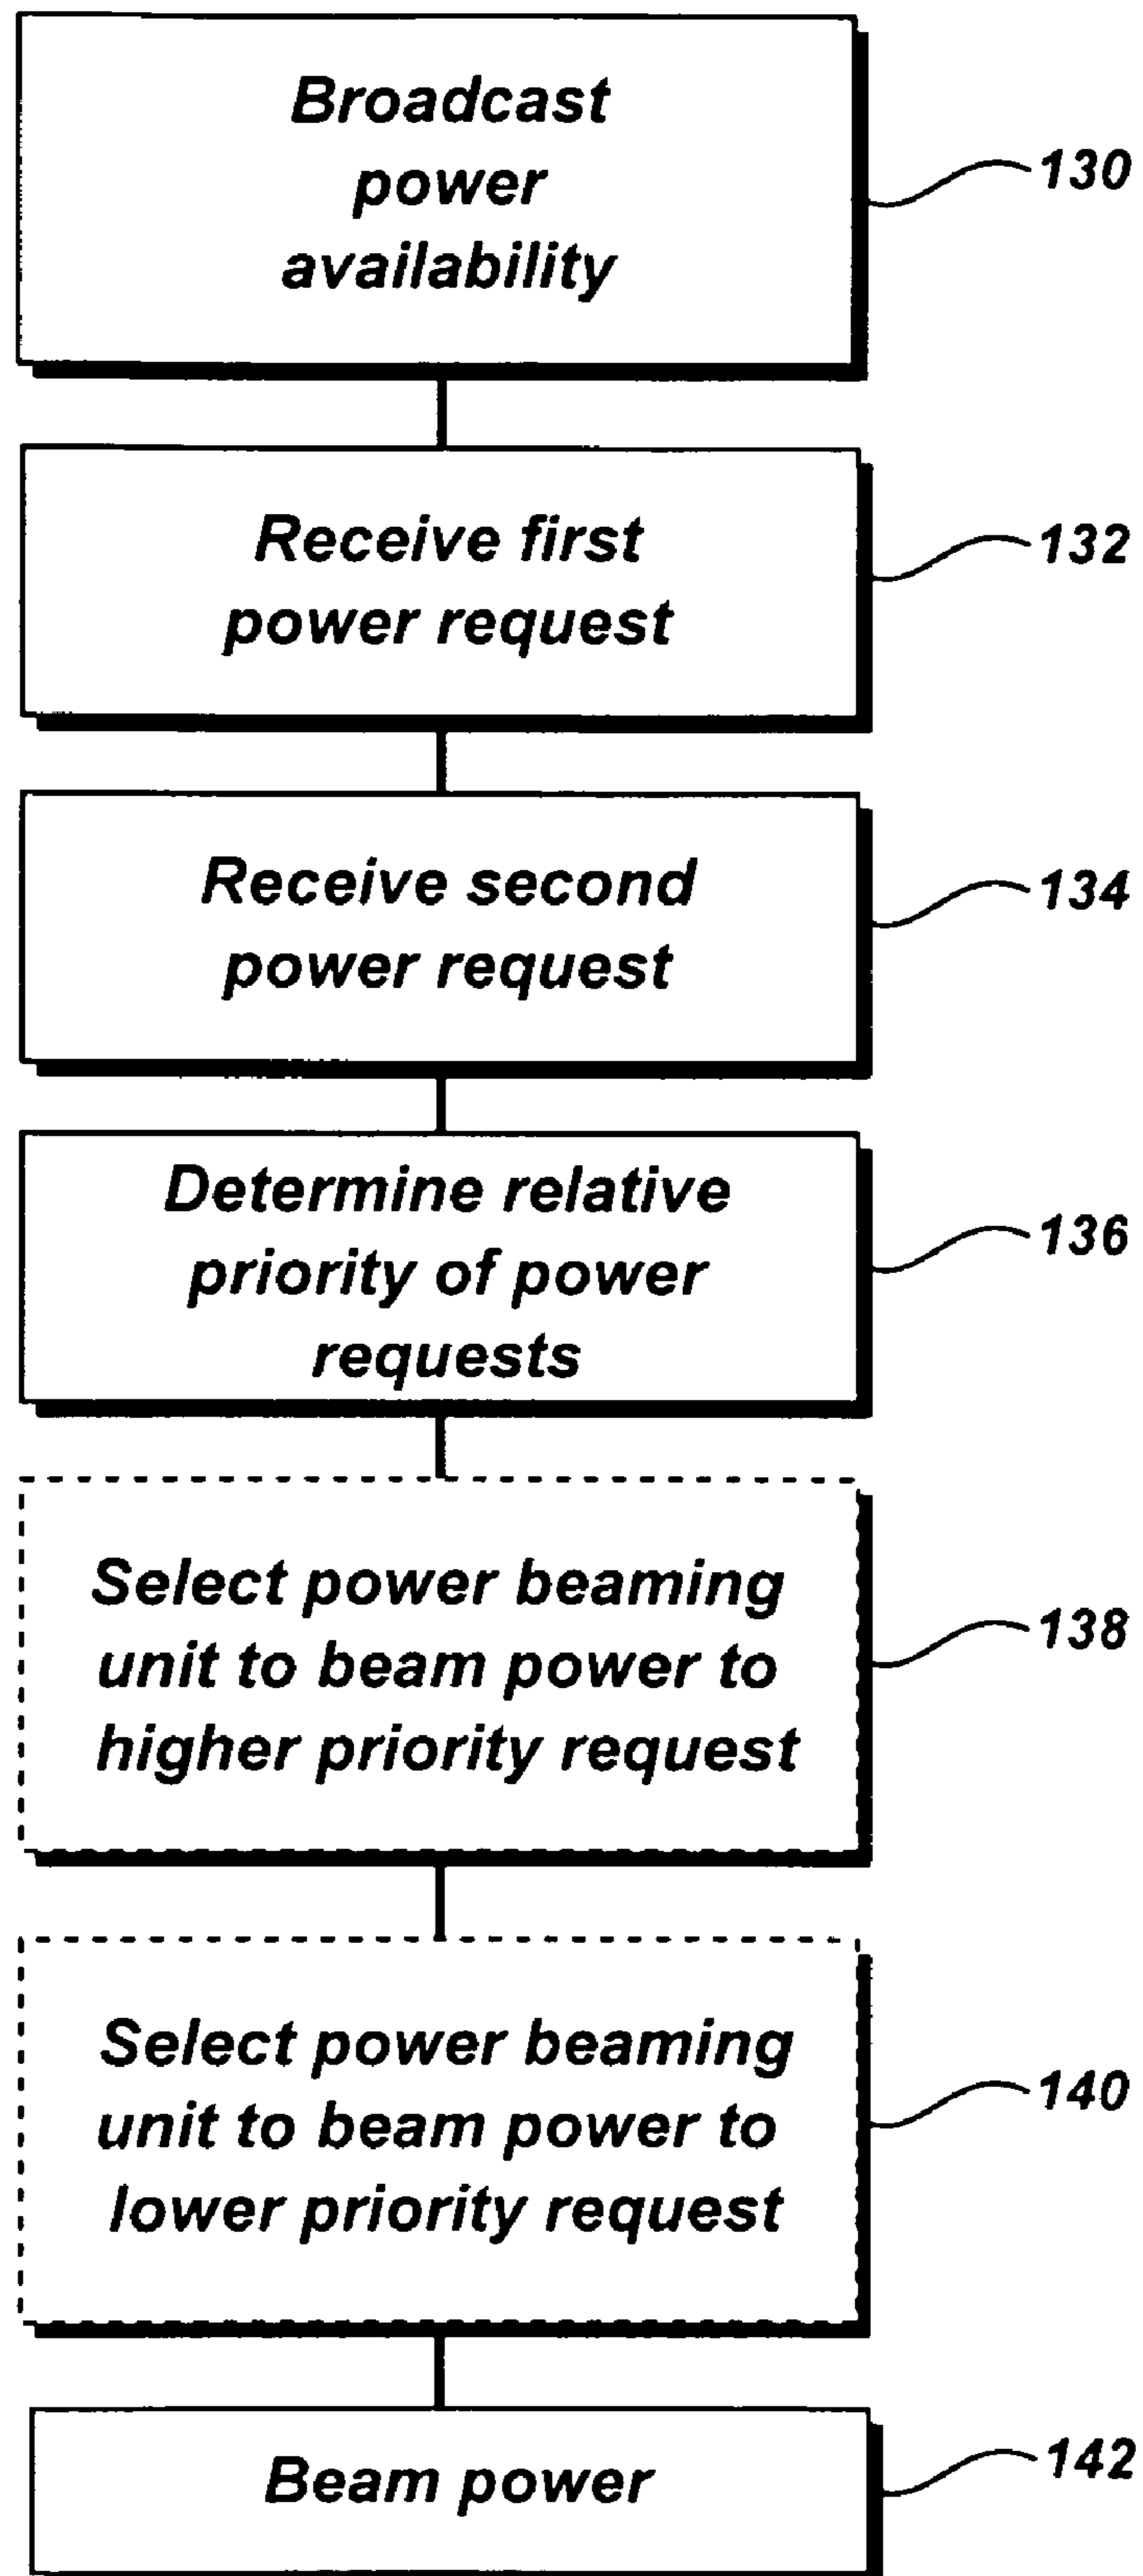 Broadcast
power
availability
130
Receive first
power request
132
Receive second
power request
134
Determine relative
priority of power
requests
136
Select power beaming
unit to beam power to
higher priority request
138
Select power beaming
unit to beam power to
lower priority request
140
Beam power
142